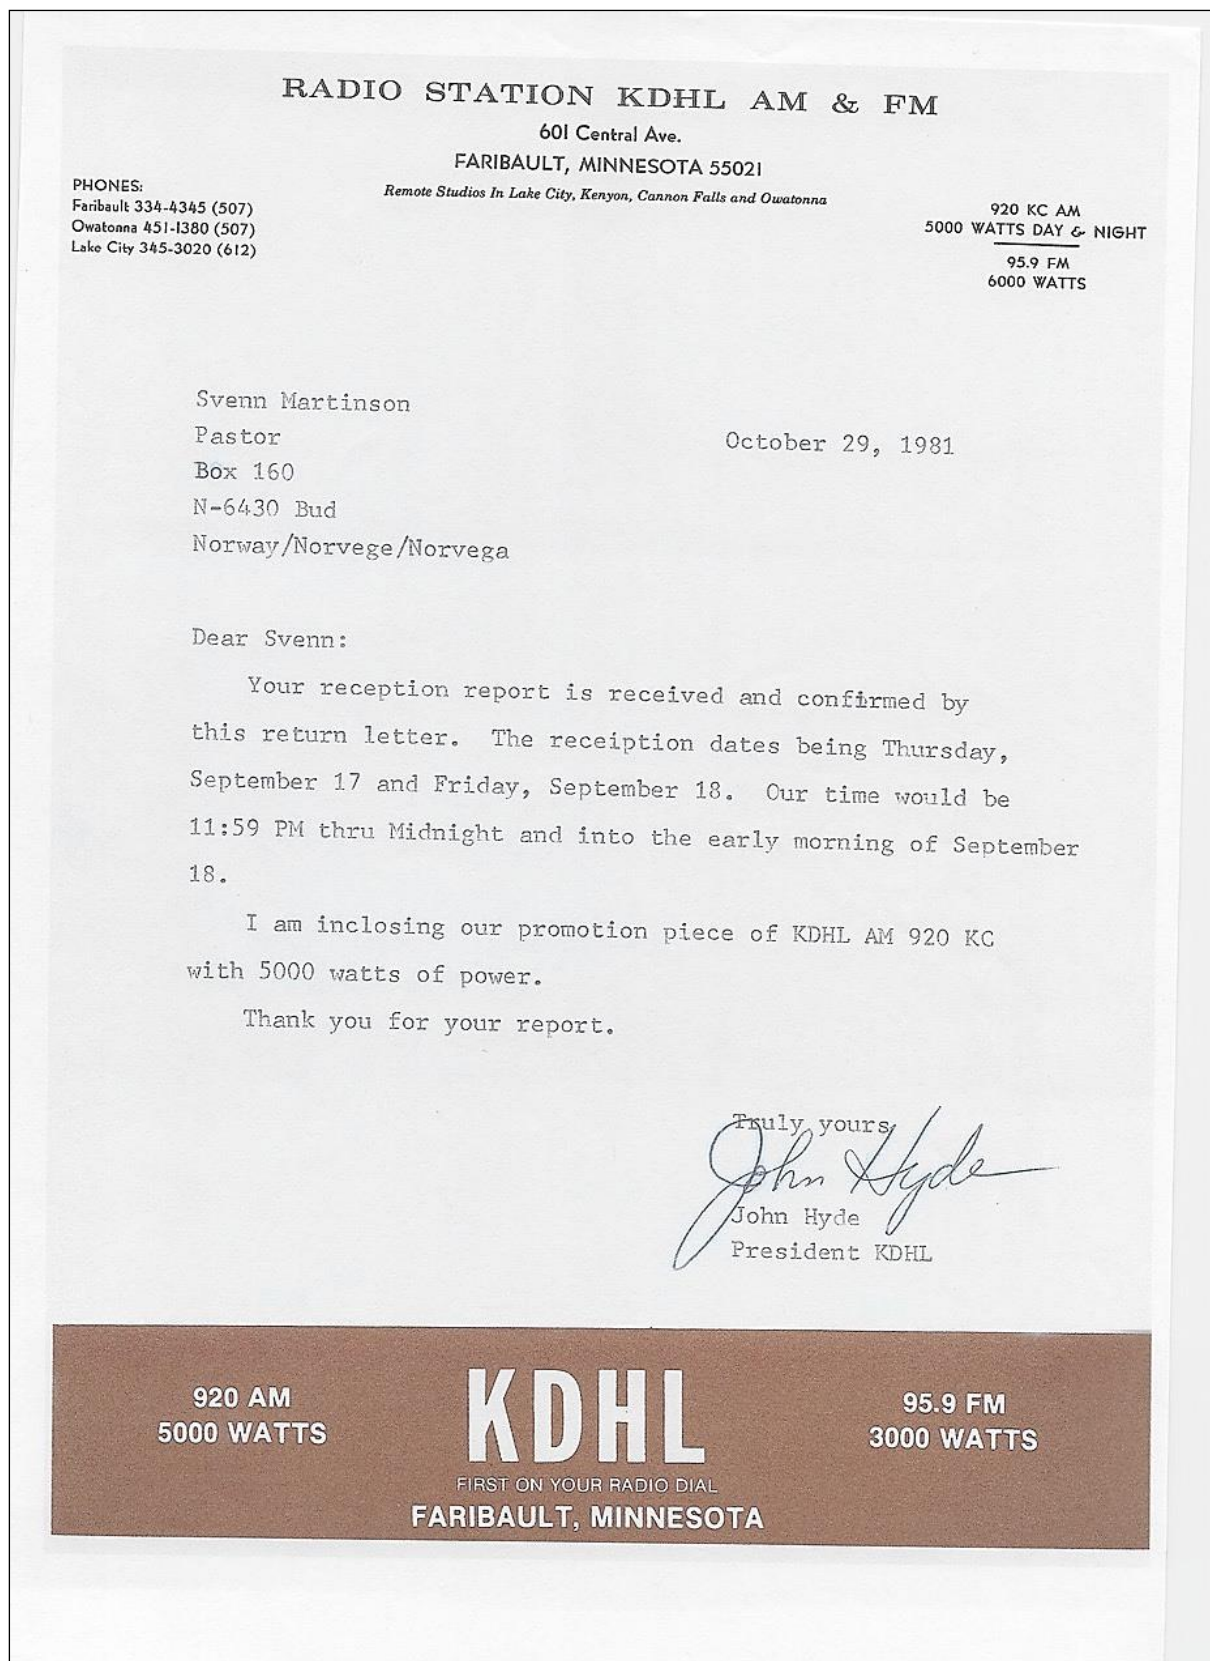 RADIO STATION KDHL AM & FM
601 Central Ave.
FARIBAULT, MINNESOTA 55021
Remote Studios In Lake City, Kenyon, Cannon Falls and Owatonna
PHONES:
Faribault 334-4345 (507)
Owatonna 451-1380 (507)
Lake City 345-3020 (612)
920 KC AM
5000 WATTS DAY & NIGHT
95.9 FM
6000 WATTS
Svenn Martinson
Pastor
October 29, 1981
Box 160
N-6430 Bud
Norway/Norvege/Norvega
Dear Svenn:
Your reception report is received and confirmed by
this return letter. The receiption dates being Thursday,
September 17 and Friday, September 18. Our time would be
11:59 PM thru Midnight and into the early morning of September
18.
I am inclosing our promotion piece of KDHL AM 920 KC
with 5000 watts of power.
Thank you for your report.
Truly yours,
John Hyde
John Hyde
President KDHL
920 AM
5000 WATTS
KDHL
FIRST ON YOUR RADIO DIAL
FARIBAULT, MINNESOTA
95.9 FM
3000 WATTS